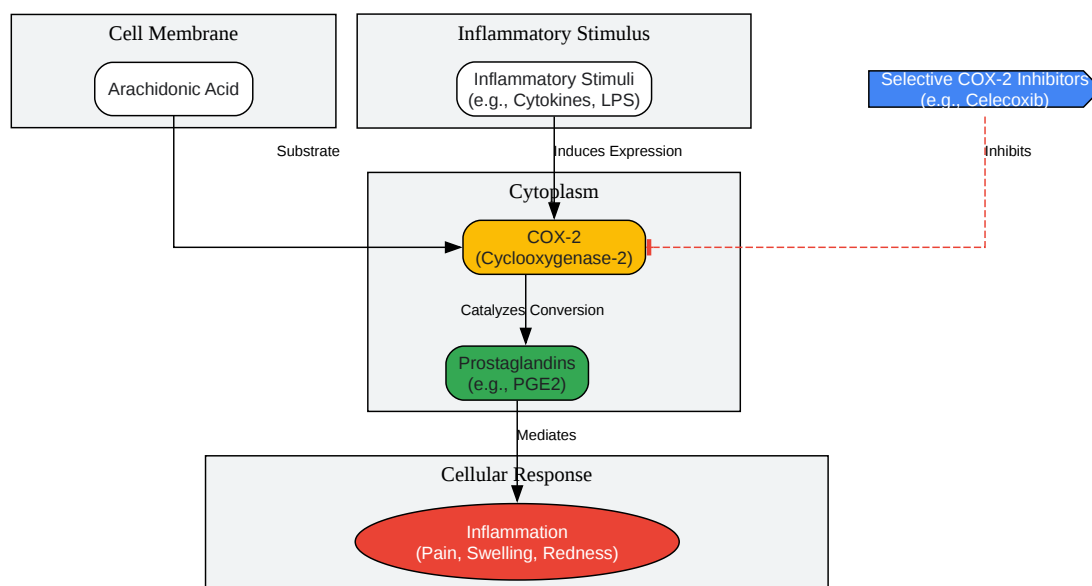 Cell Membrane
Arachidonic Acid
Inflammatory Stimulus
Inflammatory Stimuli
(e.g., Cytokines, LPS)
Selective COX-2 Inhibitors
(e.g., Celecoxib)
Substrate
Induces Expression
Inhibits
Cytoplasm
COX-2
(Cyclooxygenase-2)
Catalyzes Conversion
Prostaglandins
(e.g., PGE2)
Mediates
Cellular Response
Inflammation
(Pain, Swelling, Redness)